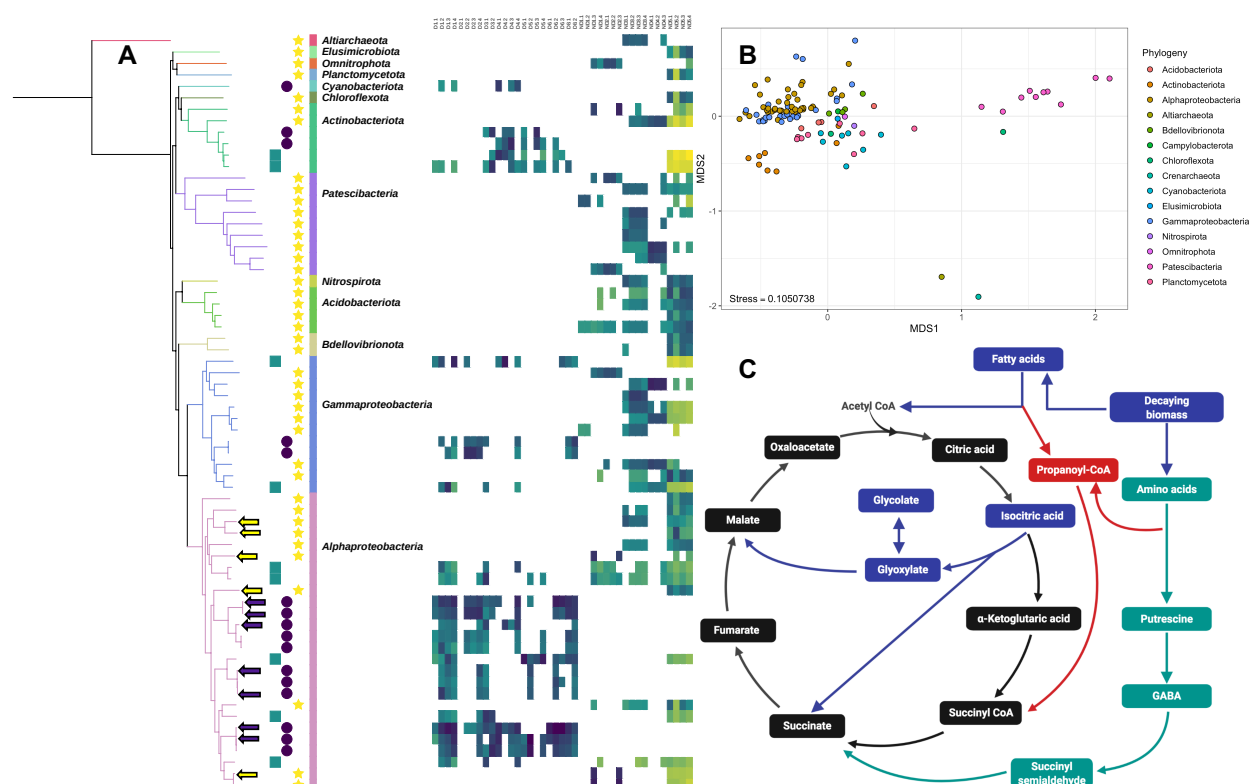 A
Altiarchaeota
Elusimicrobiota
Omnitrophota
Planctomycetota
Cyanobacteriota
Chloroflexota
Actinobacteriota
Patescibacteria
Nitrospirota
Acidobacteriota
Bdellovibrionota
Gammaproteobacteria
Alphaproteobacteria
B
0
-1
-2
MDS2
Stress = 0.1050738
0
1
2
MDS1
Phylogeny
Acidobacteriota
Actinobacteriota
Alphaproteobacteria
Altiarchaeota
Bdellovibrionota
Campylobacterota
Chloroflexota
Crenarchaeota
Cyanobacteriota
Elusimicrobiota
Gammaproteobacteria
Nitrospirota
Omnitrophota
Patescibacteria
Planctomycetota
C
Fatty acids
Decaying
biomass
Acetyl CoA
Oxaloacetate
Citric acid
Propanoyl-CoA
Amino acids
Glycolate
Isocitric acid
Malate
Glyoxylate
α-Ketoglutaric acid
Putrescine
Fumarate
GABA
Succinyl CoA
Succinate
Succinyl
semialdehyde